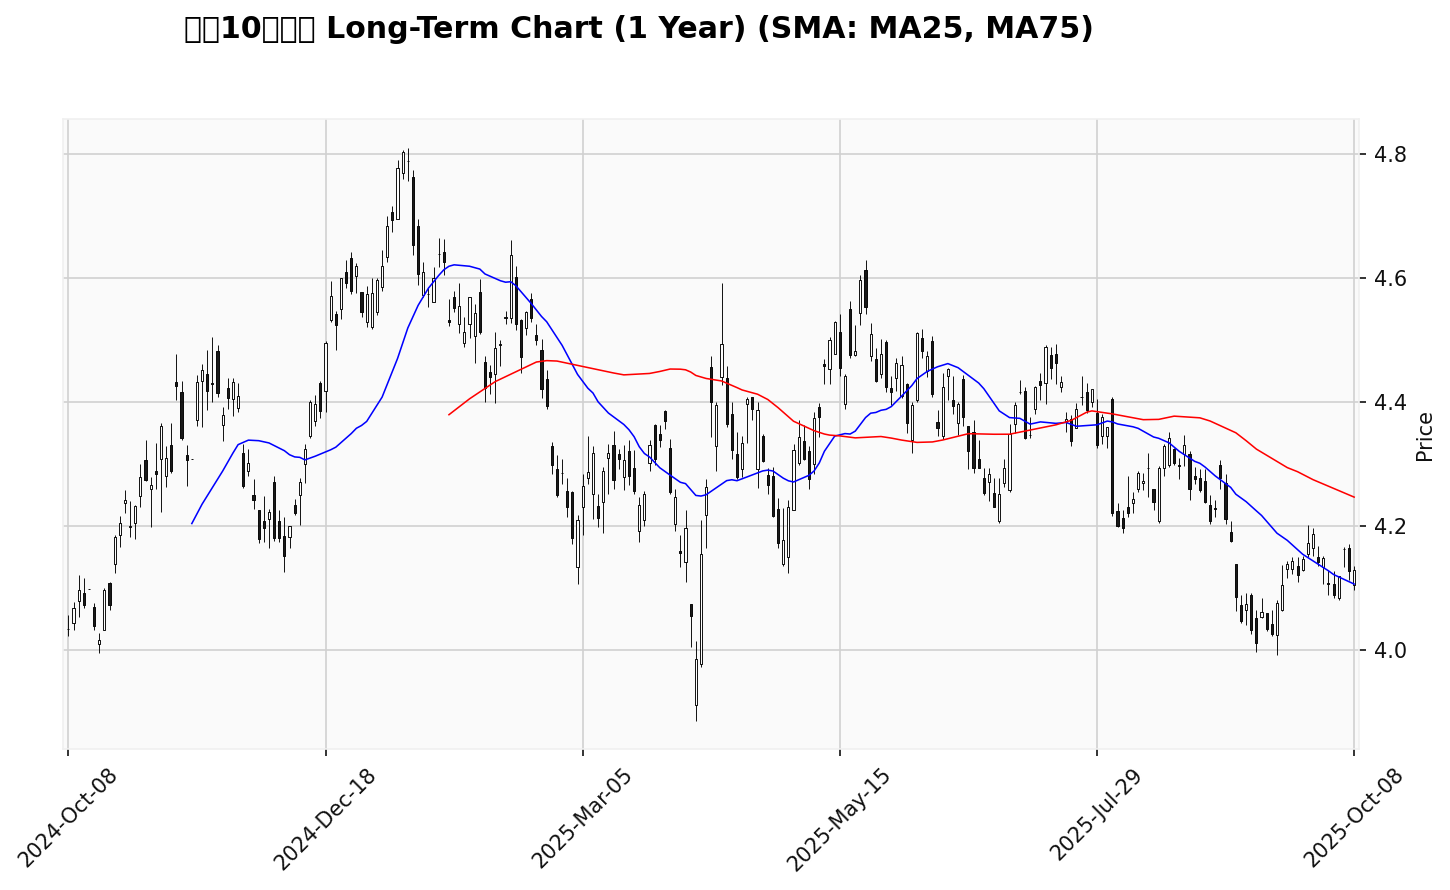 10 Long-Term Chart (1 Year) (SMA: MA25, MA75)
4.8
4.6
4.4
4.2
4.0
Price
2024-Oct-08
2024-Dec-18
2025-Mar-05
2025-May-15
2025-Jul-29
2025-Oct-08